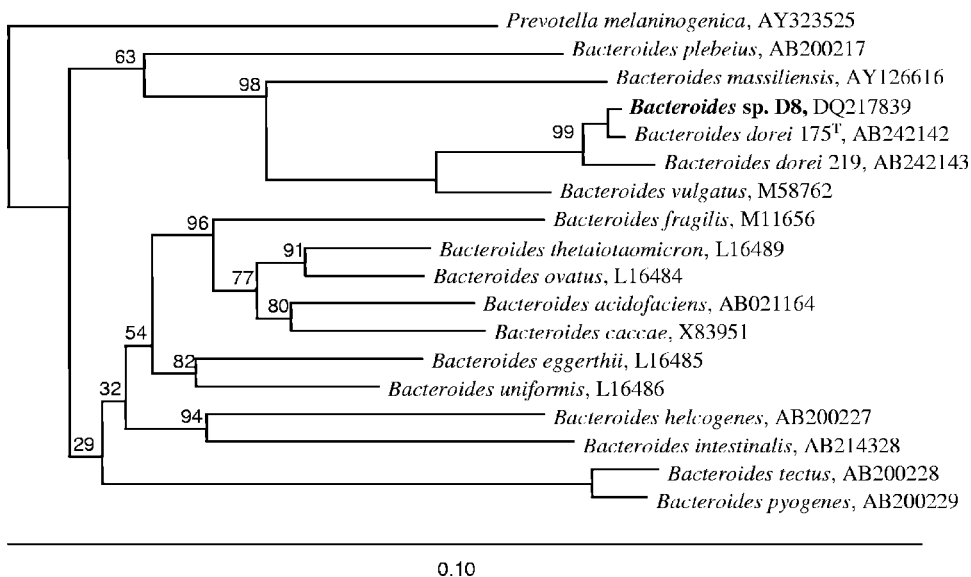 Prevotella melaninogenica, AY323525
63
Bacteroides plebeius, AB200217
98
Bacteroides massiliensis, AY126616
Bacteroides sp. D8, DQ217839
99
Bacteroides dorei 175T, AB242142
Bacteroides dorei 219, AB242143
Bacteroides vulgatus, M58762
96
Bacteroides fragilis, M11656
91
Bacteroides thetaiotaomicron, L16489
77
Bacteroides ovatus, L16484
80
Bacteroides acidofaciens, AB021164
Bacteroides caccae, X83951
54
82
Bacteroides eggerthii, L16485
32
Bacteroides uniformis, L16486
94
Bacteroides helcogenes, AB200227
29
Bacteroides intestinalis, AB214328
Bacteroides tectus, AB200228
Bacteroides pyogenes, AB200229
0.10